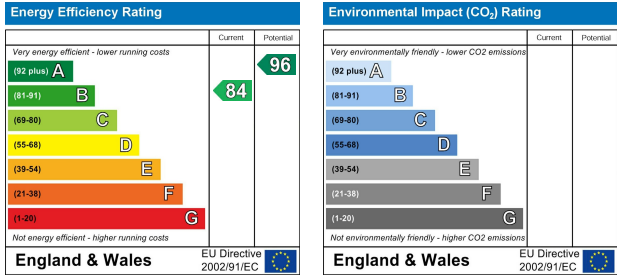 Energy Efficiency Rating
Current Potential
Very energy efficient - lower running costs
(92 plus) A
(81-91) B
(69-80) C
(55-68) D
(39-54) E
(21-38) F
(1-20) G
84
96
Not energy efficient - higher running costs
England & Wales
EU Directive
2002/91/EC
Environmental Impact (CO2) Rating
Current Potential
Very environmentally friendly - lower CO2 emissions
(92 plus) A
(81-91) B
(69-80) C
(55-68) D
(39-54) E
(21-38) F
(1-20) G
Not environmentally friendly - higher CO2 emissions
England & Wales
EU Directive
2002/91/EC